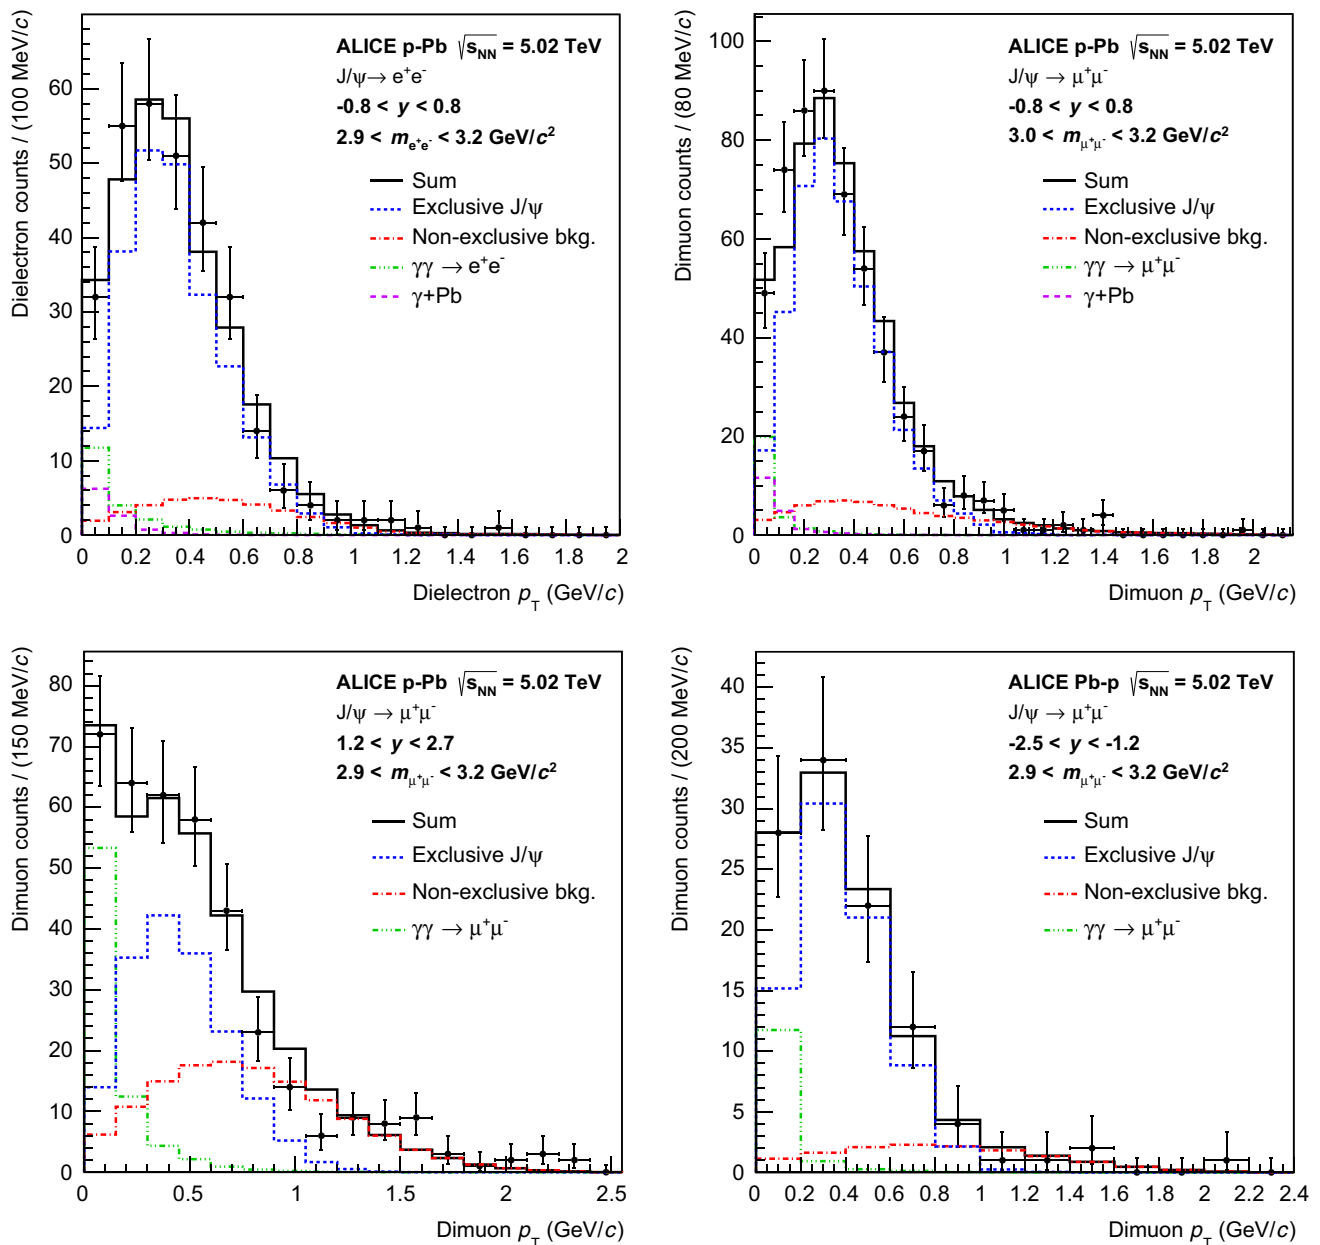 ALICE p-Pb √sNN = 5.02 TeV
J/ψ→ e+e-
-0.8 < y < 0.8
2.9 < me+e- < 3.2 GeV/c2
Sum
Exclusive J/ψ
Non-exclusive bkg.
γγ → e+e-
γ+Pb
Dielectron counts / (100 MeV/c)
60
50
40
30
20
10
0
0 0.2 0.4 0.6 0.8 1 1.2 1.4 1.6 1.8 2
Dielectron pT (GeV/c)
ALICE p-Pb √sNN = 5.02 TeV
J/ψ → μ+μ-
-0.8 < y < 0.8
3.0 < mμ+μ- < 3.2 GeV/c2
Sum
Exclusive J/ψ
Non-exclusive bkg.
γγ → μ+μ-
γ+Pb
Dimuon counts / (80 MeV/c)
100
80
60
40
20
0
0 0.2 0.4 0.6 0.8 1 1.2 1.4 1.6 1.8 2
Dimuon pT (GeV/c)
ALICE p-Pb √sNN = 5.02 TeV
J/ψ → μ+μ-
1.2 < y < 2.7
2.9 < mμ+μ- < 3.2 GeV/c2
Sum
Exclusive J/ψ
Non-exclusive bkg.
γγ → μ+μ-
Dimuon counts / (150 MeV/c)
80
70
60
50
40
30
20
10
0
0 0.5 1 1.5 2 2.5
Dimuon pT (GeV/c)
ALICE Pb-p √sNN = 5.02 TeV
J/ψ → μ+μ-
-2.5 < y < -1.2
2.9 < mμ+μ- < 3.2 GeV/c2
Sum
Exclusive J/ψ
Non-exclusive bkg.
γγ → μ+μ-
Dimuon counts / (200 MeV/c)
40
35
30
25
20
15
10
5
0
0 0.2 0.4 0.6 0.8 1 1.2 1.4 1.6 1.8 2 2.2 2.4
Dimuon pT (GeV/c)